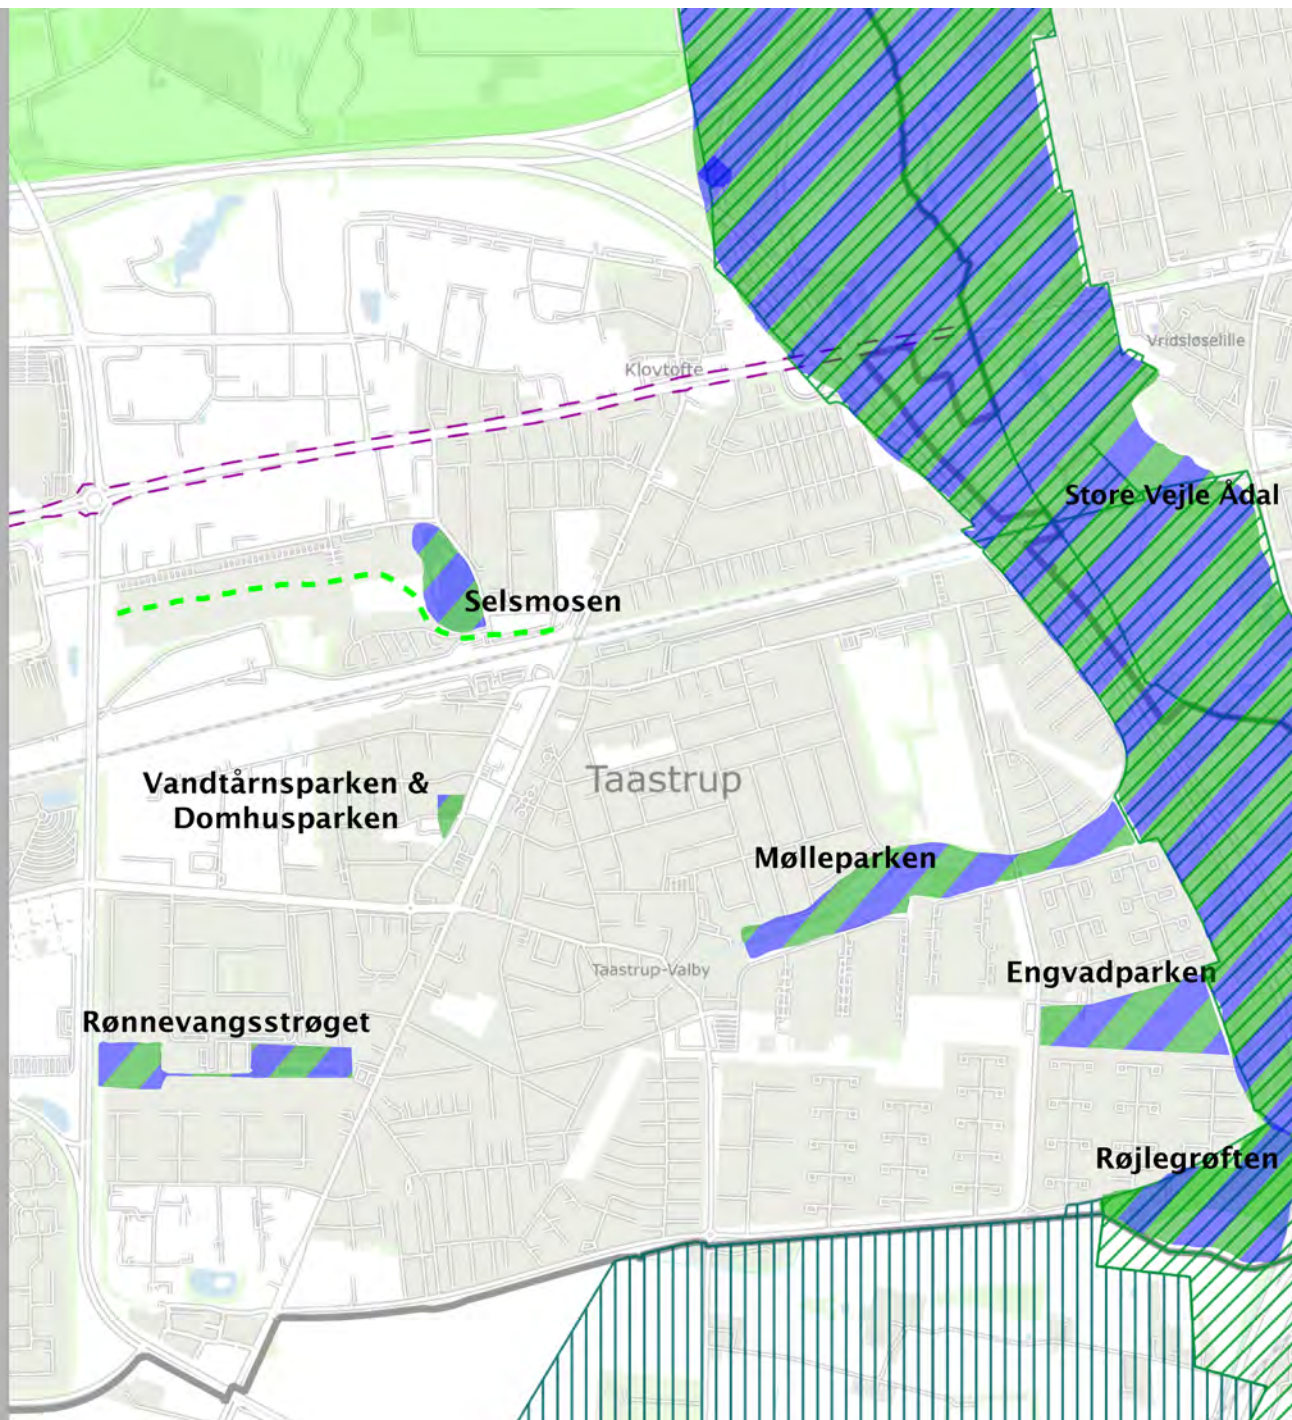 Vridsløselille
Klovtofte
Store Vejle Ådal
Selsmosen
Vandtårnsparken &
Domhusparken
Taastrup
Mølleparken
Taastrup-Valby
Engvadparken
Rønnevangsstrøget
Røjlegrøften